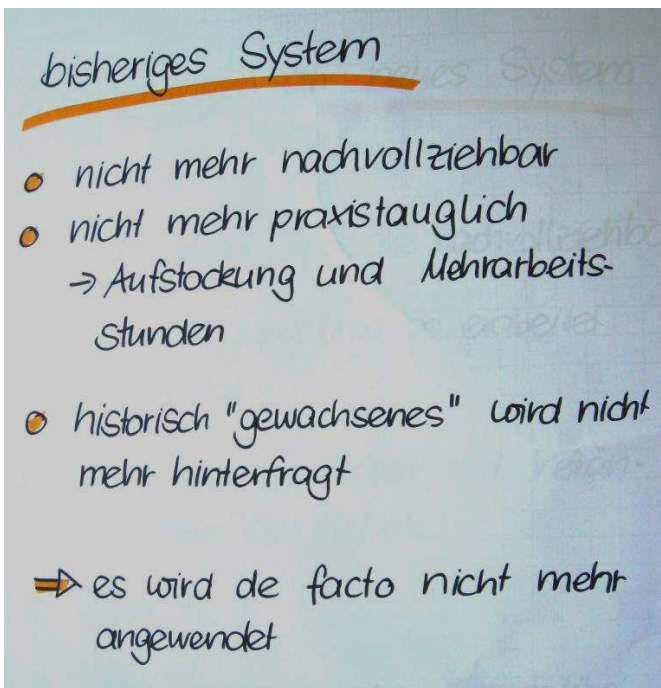 bisheriges System
nicht mehr nachvollziehbar
nicht mehr praxistauglich
→ Aufstockung und Mehrarbeits-
stunden
historisch "gewachsenes" wird nicht
mehr hinterfragt
⇒ es wird de facto nicht mehr
angewendet